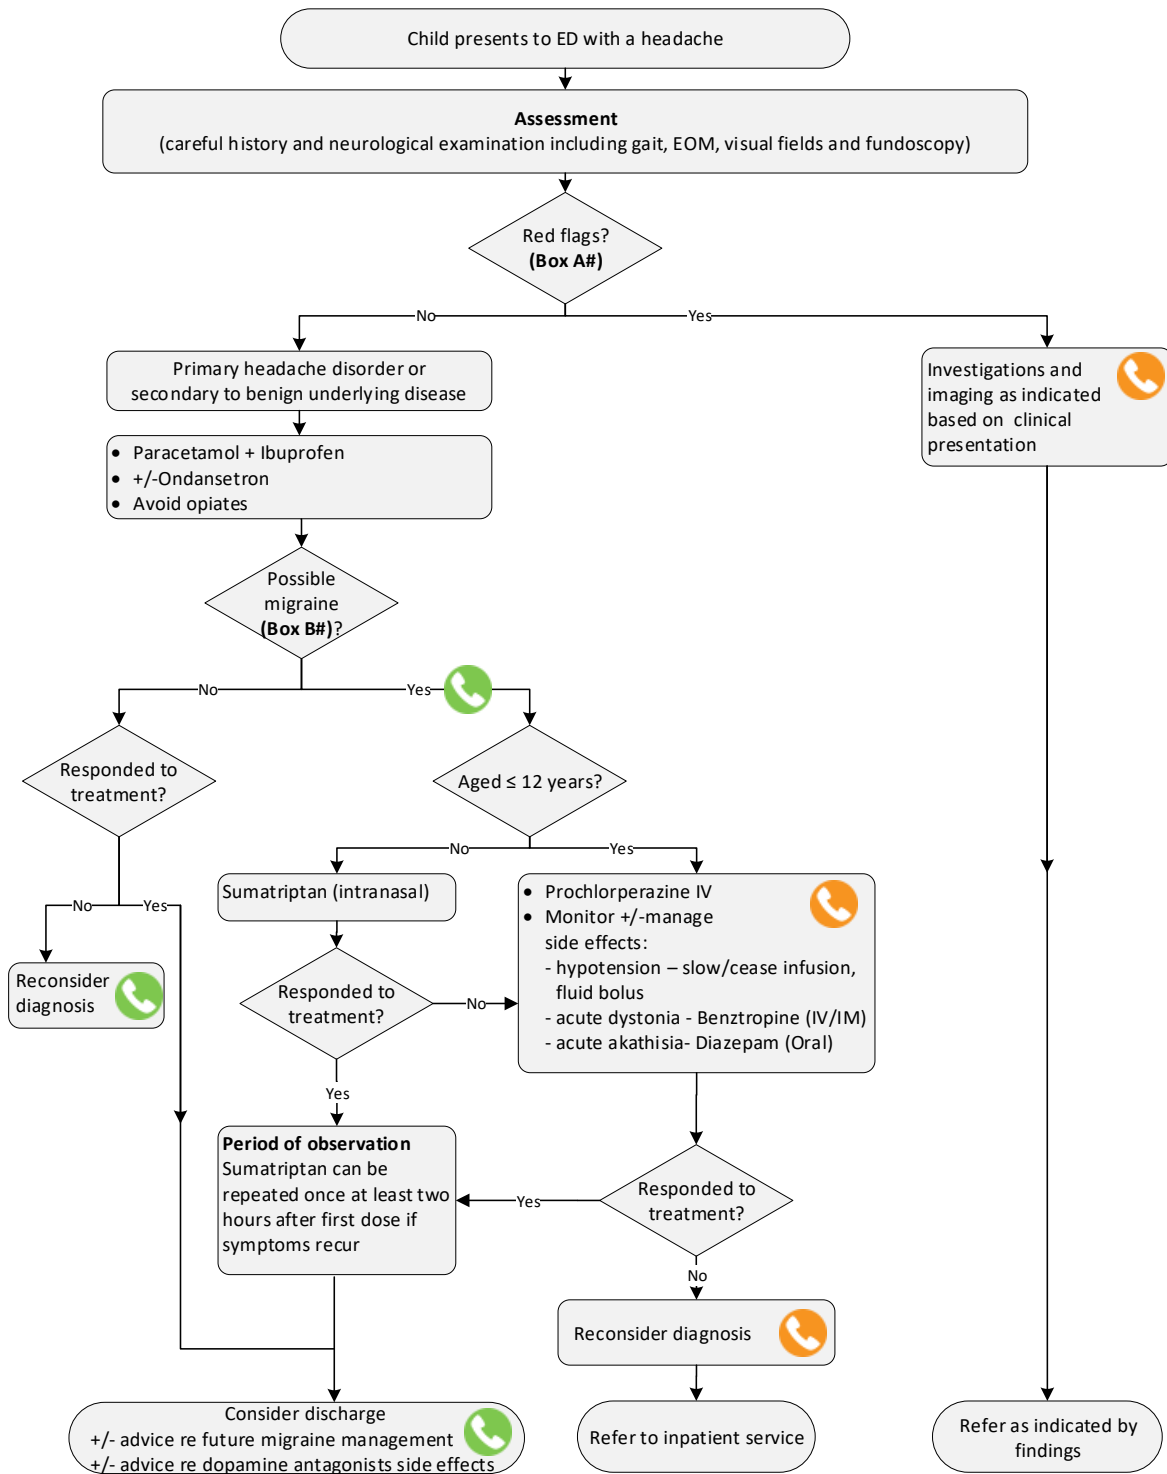 Child presents to ED with a headache
Assessment
(careful history and neurological examination including gait, EOM, visual fields and fundoscopy)
Red flags?
(Box A#)
No
Yes
Primary headache disorder or
secondary to benign underlying disease
Investigations and
imaging as indicated
based on clinical
presentation
• Paracetamol + Ibuprofen
• +/-Ondansetron
• Avoid opiates
Possible
migraine
(Box B#)?
No
Yes
Responded to
treatment?
Aged ≤ 12 years?
No
Yes
No
Yes
Sumatriptan (intranasal)
• Prochlorperazine IV
• Monitor +/-manage
side effects:
- hypotension – slow/cease infusion,
fluid bolus
- acute dystonia - Benztropine (IV/IM)
- acute akathisia- Diazepam (Oral)
Reconsider
diagnosis
Responded to
treatment?
No
Yes
Period of observation
Sumatriptan can be
repeated once at least two
hours after first dose if
symptoms recur
Yes
Responded to
treatment?
No
Reconsider diagnosis
Consider discharge
+/- advice re future migraine management
+/- advice re dopamine antagonists side effects
Refer to inpatient service
Refer as indicated by
findings